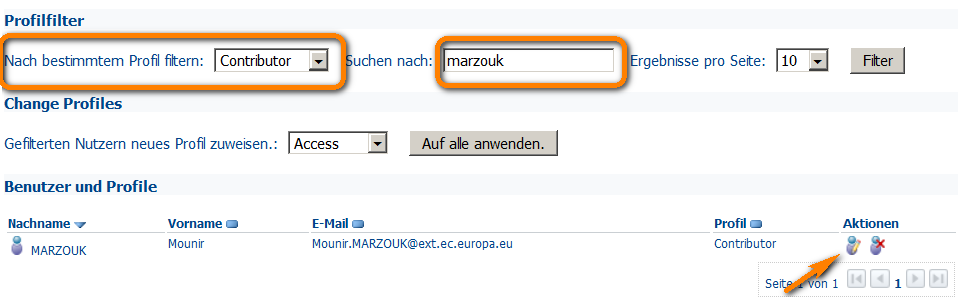 Profilfilter
Nach bestimmtem Profil filtern: Contributor Suchen nach: marzouk Ergebnisse pro Seite: 10 Filter
Change Profiles
Gefilterten Nutzern neues Profil zuweisen.: Access Auf alle anwenden.
Benutzer und Profile
Nachname Vorname E-Mail Profil Aktionen
MARZOUK Mounir Mounir.MARZOUK@ext.ec.europa.eu Contributor
Seite 1 von 1 1